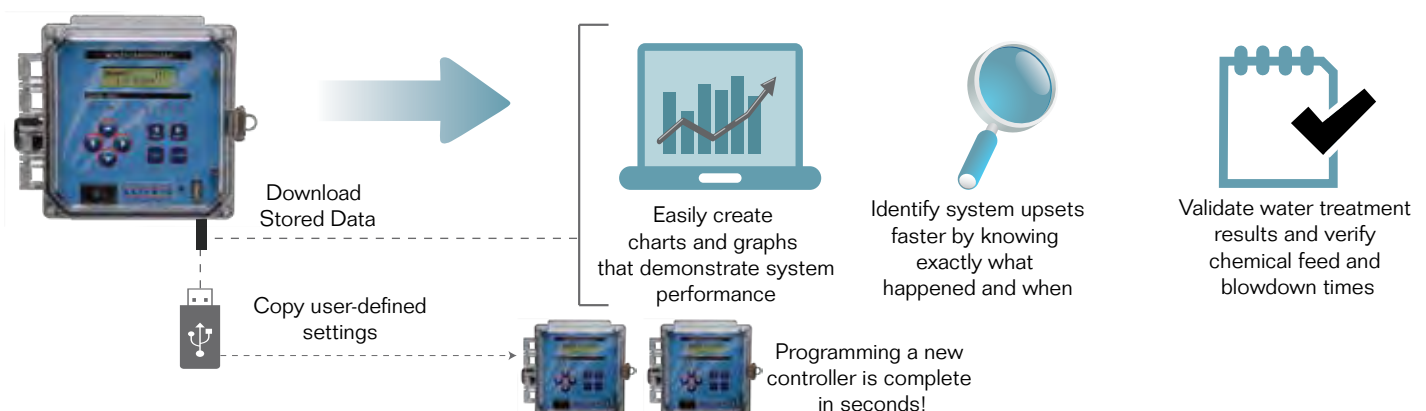 Download
Stored Data
Easily create
charts and graphs
that demonstrate system
performance
Identify system upsets
faster by knowing
exactly what
happened and when
Validate water treatment
results and verify
chemical feed and
blowdown times
Copy user-defined
settings
Programming a new
controller is complete
in seconds!